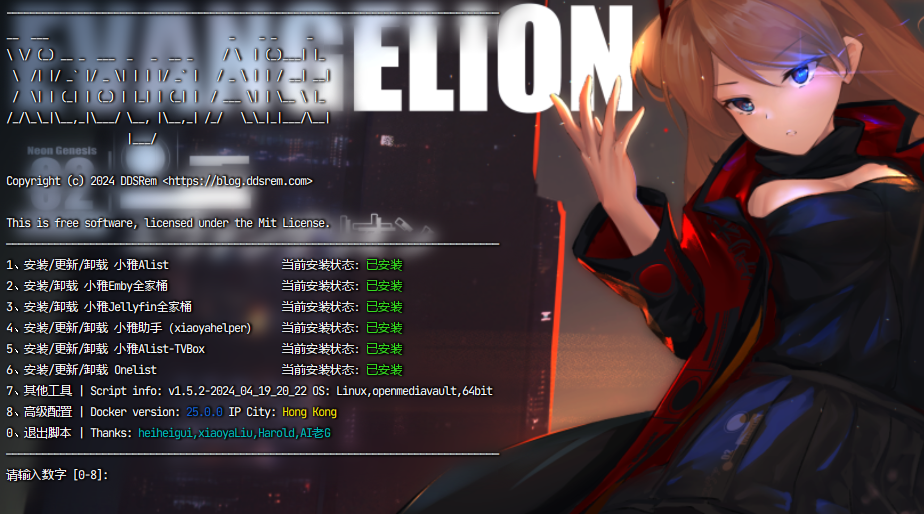 EVANGELION
Xiaoya Alist
Neon Genesis
Copyright (c) 2024 DDSRem <https://blog.ddsrem.com>
This is free software, licensed under the Mit License.
1、安装/更新/卸载 小雅Alist 当前安装状态: 已安装
2、安装/卸载 小雅Emby全家桶 当前安装状态: 已安装
3、安装/卸载 小雅Jellyfin全家桶 当前安装状态: 已安装
4、安装/更新/卸载 小雅助手 (xiaoyahelper) 当前安装状态: 已安装
5、安装/更新/卸载 小雅Alist-TVBox 当前安装状态: 已安装
6、安装/更新/卸载 Onelist 当前安装状态: 已安装
7、其他工具 | Script info: v1.5.2-2024_04_19_20_22 OS: Linux,openmediavault,64bit
8、高级配置 | Docker version: 25.0.0 IP City: Hong Kong
0、退出脚本 | Thanks: heiheigui,xiaoyaLiu,Harold,AI老G
请输入数字 [0-8]: